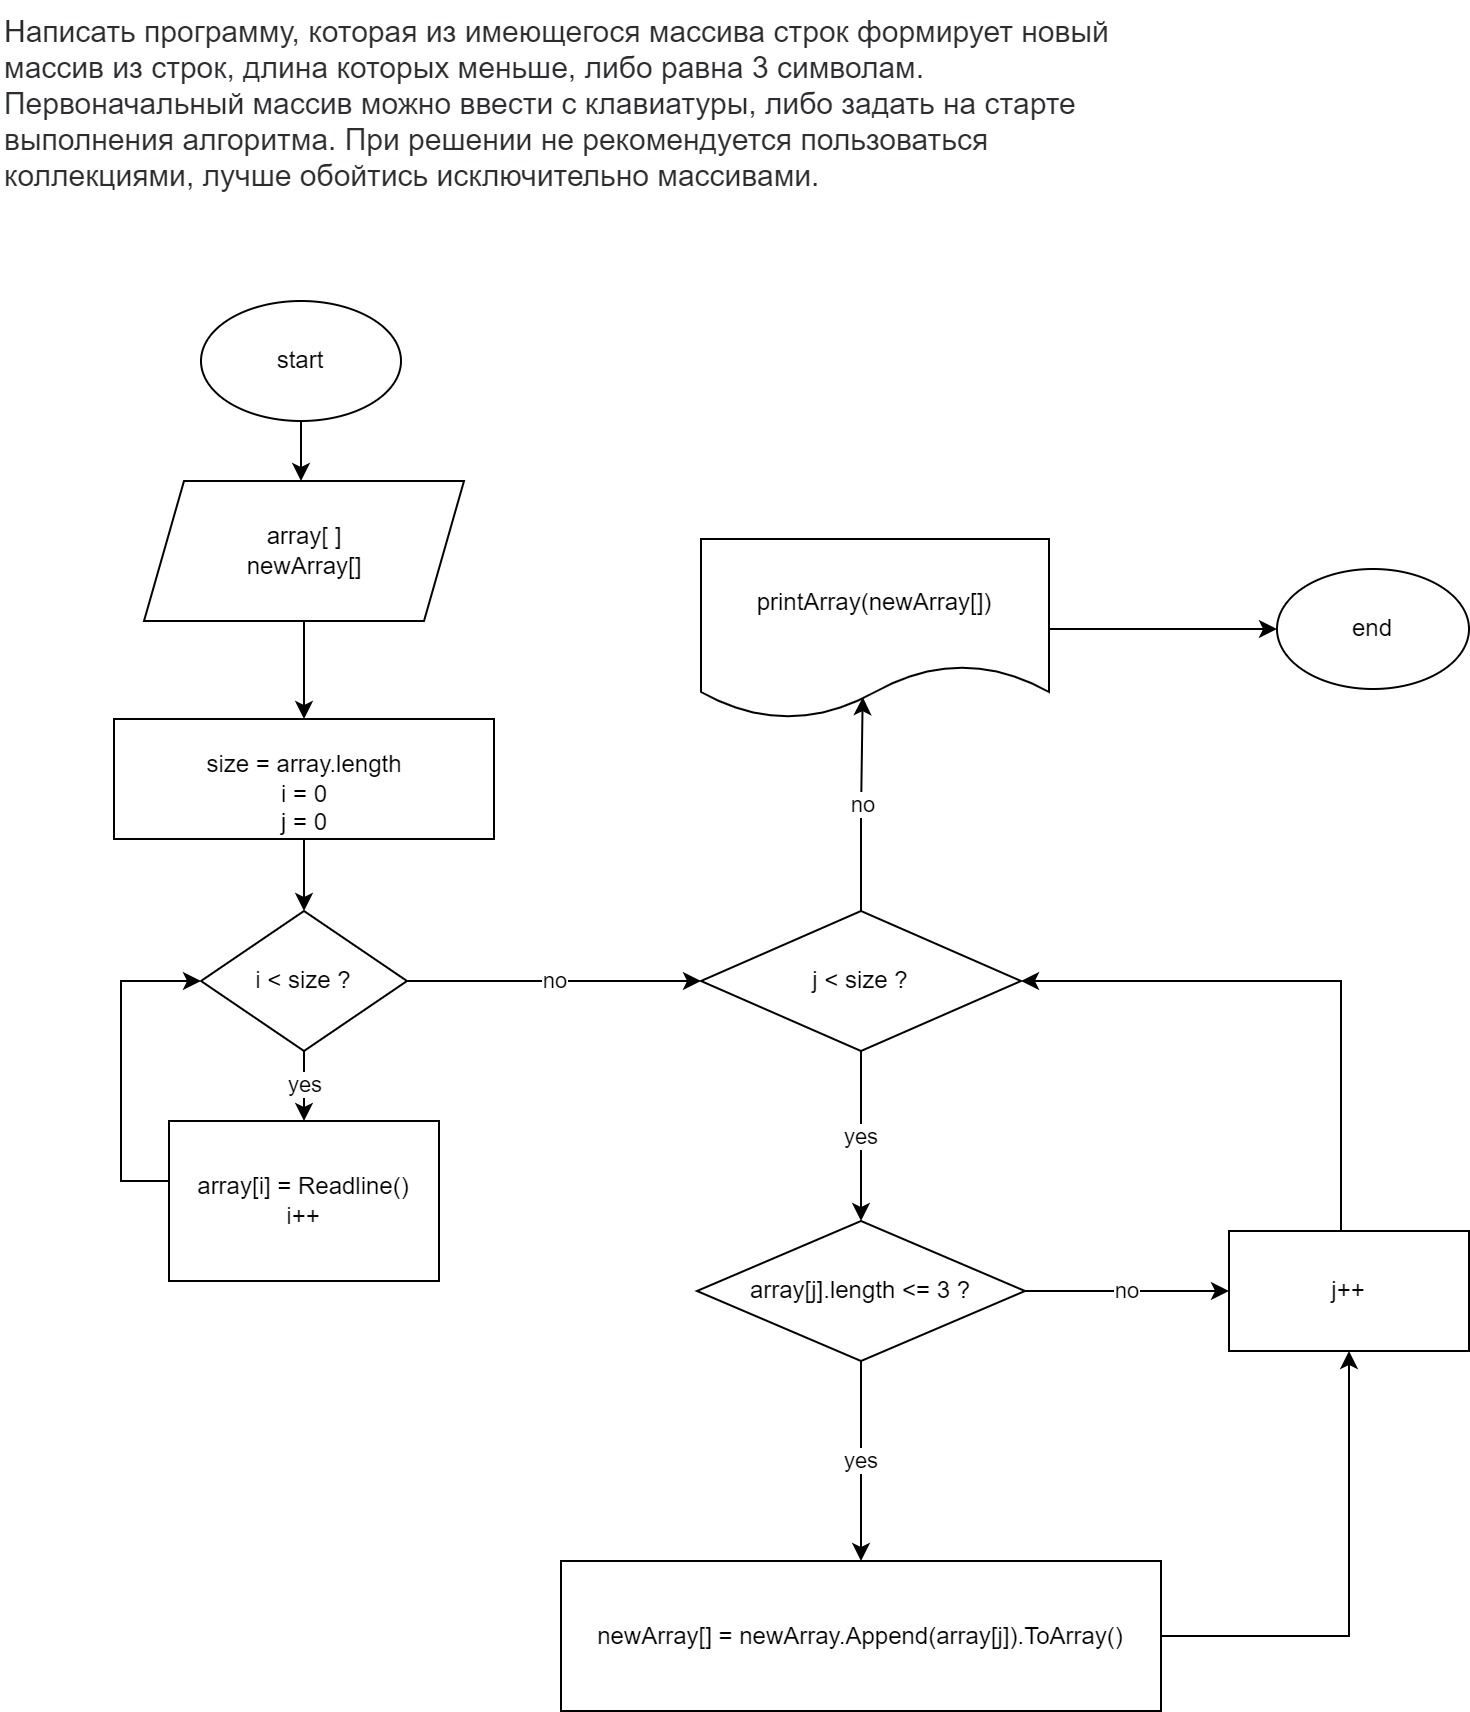 Написать программу, которая из имеющегося массива строк формирует новый
массив из строк, длина которых меньше, либо равна 3 символам.
Первоначальный массив можно ввести с клавиатуры, либо задать на старте
выполнения алгоритма. При решении не рекомендуется пользоваться
коллекциями, лучше обойтись исключительно массивами.
start
array[ ]
newArray[]
size = array.length
i = 0
j = 0
i < size ?
yes
array[i] = Readline()
i++
no
j < size ?
no
printArray(newArray[])
end
yes
array[j].length <= 3 ?
no
j++
yes
newArray[] = newArray.Append(array[j]).ToArray()